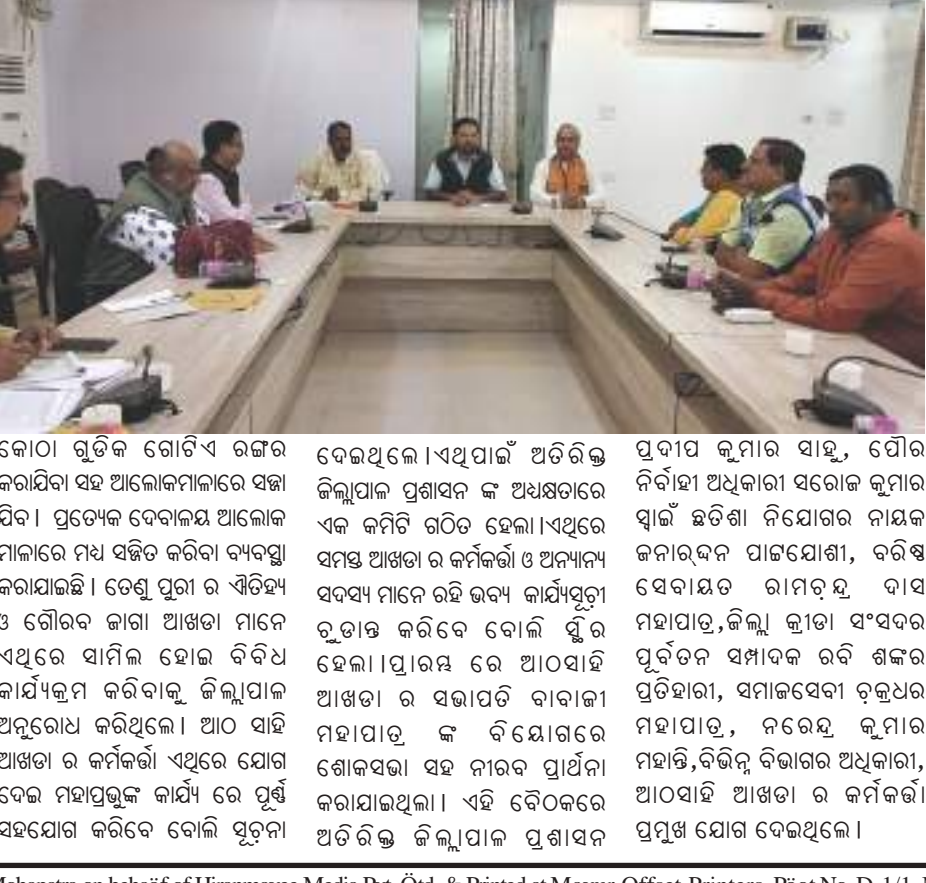 କୋଠା ଗୁଡିକ ଗୋଟିଏ ରଙ୍ଗର
କରାଯିବା ସହ ଆଲୋକମାଳାରେ ସଜ୍ଜା
ଯିବ। ପ୍ରତ୍ୟେକ ଦେବାଳୟ ଆଲୋକ
ମାଳାରେ ମଧ୍ୟ ସଜ୍ଜିତ କରିବା ବ୍ୟବସ୍ଥା
କରାଯାଇଛି। ତେଣୁ ପୁରୀ ର ଐତିହ୍ୟ
ଓ ଗୌରବ ଜାଗା ଆଖଡା ମାନେ
ଏଥିରେ ସାମିଲ ହୋଇ ବିବିଧ
କାର୍ଯ୍ୟକ୍ରମ କରିବାକୁ ଜିଲ୍ଲାପାଳ
ଅନୁରୋଧ କରିଥିଲେ। ଆଠ ସାହି
ଆଖଡା ର କର୍ମକର୍ତ୍ତା ଏଥିରେ ଯୋଗ
ଦେଇ ମହାପ୍ରଭୁଙ୍କ କାର୍ଯ୍ୟ ରେ ପୂର୍ଣ୍ଣ
ସହଯୋଗ କରିବେ ବୋଲି ସୂଚନା
ଦେଇଥିଲେ।ଏଥିପାଇଁ ଅତିରିକ୍ତ
ଜିଲ୍ଲାପାଳ ପ୍ରଶାସନ ଙ୍କ ଅଧ୍ୟକ୍ଷତାରେ
ଏକ କମିଟି ଗଠିତ ହେଲା।ଏଥିରେ
ସମସ୍ତ ଆଖଡା ର କର୍ମକର୍ତ୍ତା ଓ ଅନ୍ୟାନ୍ୟ
ସଦସ୍ୟ ମାନେ ରହି ଭବ୍ୟ କାର୍ଯ୍ୟସୂଚୀ
ଚୂଡାନ୍ତ କରିବେ ବୋଲି ସ୍ଥିର
ହେଲା।ପ୍ରାରମ୍ଭ ରେ ଆଠସାହି
ଆଖଡା ର ସଭାପତି ବାବାଜୀ
ମହାପାତ୍ର ଙ୍କ ବିୟୋଗରେ
ଶୋକସଭା ସହ ନୀରବ ପ୍ରାର୍ଥନା
କରାଯାଇଥିଲା। ଏହି ବୈଠକରେ
ଅତିରିକ୍ତ ଜିଲ୍ଲାପାଳ ପ୍ରଶାସନ
ପ୍ରଦୀପ କୁମାର ସାହୁ, ପୌର
ନିର୍ବାହୀ ଅଧିକାରୀ ସରୋଜ କୁମାର
ସ୍ୱାଇଁ ଛତିଶା ନିଯୋଗର ନାୟକ
ଜନାର୍ଦ୍ଦନ ପାଟ୍ଟଯୋଶୀ, ବରିଷ୍ଠ
ସେବାୟତ ରାମଚନ୍ଦ୍ର ଦାସ
ମହାପାତ୍ର,ଜିଲ୍ଲା କ୍ରୀଡା ସଂସଦର
ପୂର୍ବତନ ସମ୍ପାଦକ ରବି ଶଙ୍କର
ପ୍ରତିହାରୀ, ସମାଜସେବୀ ଚକ୍ରଧର
ମହାପାତ୍ର, ନରେନ୍ଦ୍ର କୁମାର
ମହାନ୍ତି,ବିଭିନ୍ନ ବିଭାଗର ଅଧିକାରୀ,
ଆଠସାହି ଆଖଡା ର କର୍ମକର୍ତ୍ତା
ପ୍ରମୁଖ ଯୋଗ ଦେଇଥିଲେ।